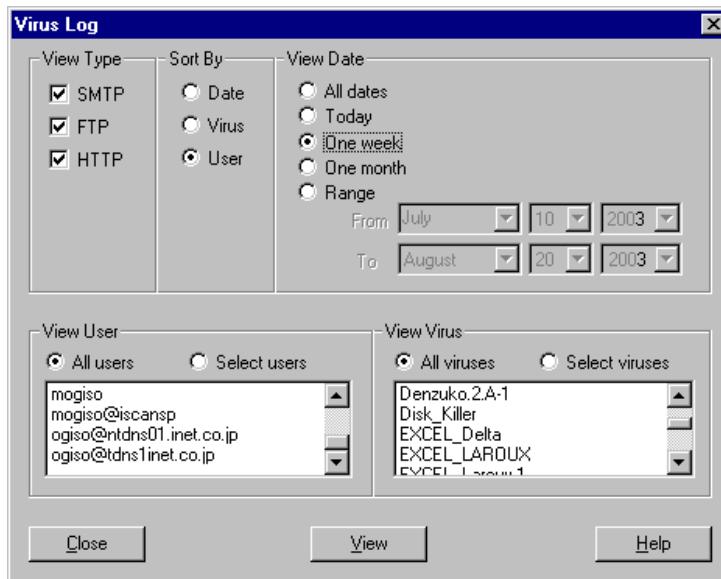 Virus Log
View Type
SMTP
FTP
HTTP
Sort By
Date
Virus
User
View Date
All dates
Today
One week
One month
Range
From July 10 2003
To August 20 2003
View User
All users Select users
mogiso
mogiso@iscansp
ogiso@ntdns01.inet.co.jp
ogiso@tdns1inet.co.jp
View Virus
All viruses Select viruses
Denzuko.2.A-1
Disk_Killer
EXCEL_Delta
EXCEL_LAROUX
EXCEL_Laroux.1
Close View Help